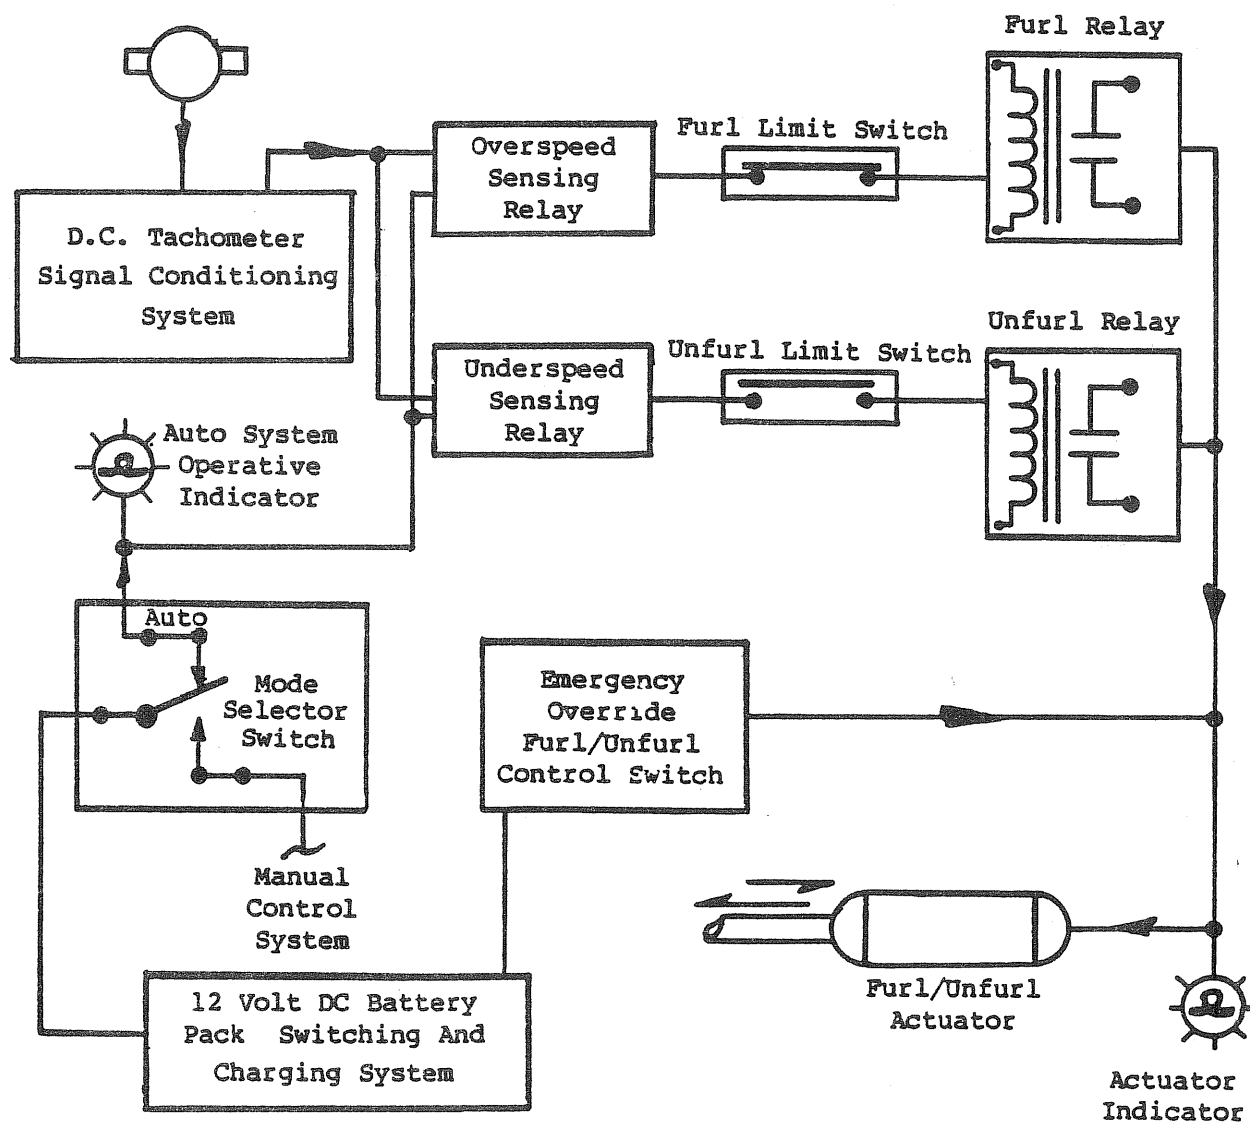 Furl Relay
Furl Limit Switch
Overspeed
Sensing
Relay
D.C. Tachometer
Signal Conditioning
System
Unfurl Relay
Unfurl Limit Switch
Underspeed
Sensing
Relay
Auto System
Operative
Indicator
Auto
Mode
Selector
Switch
Emergency
Override
Furl/Unfurl
Control Switch
Manual
Control
System
12 Volt DC Battery
Pack Switching And
Charging System
Furl/Unfurl
Actuator
Actuator
Indicator